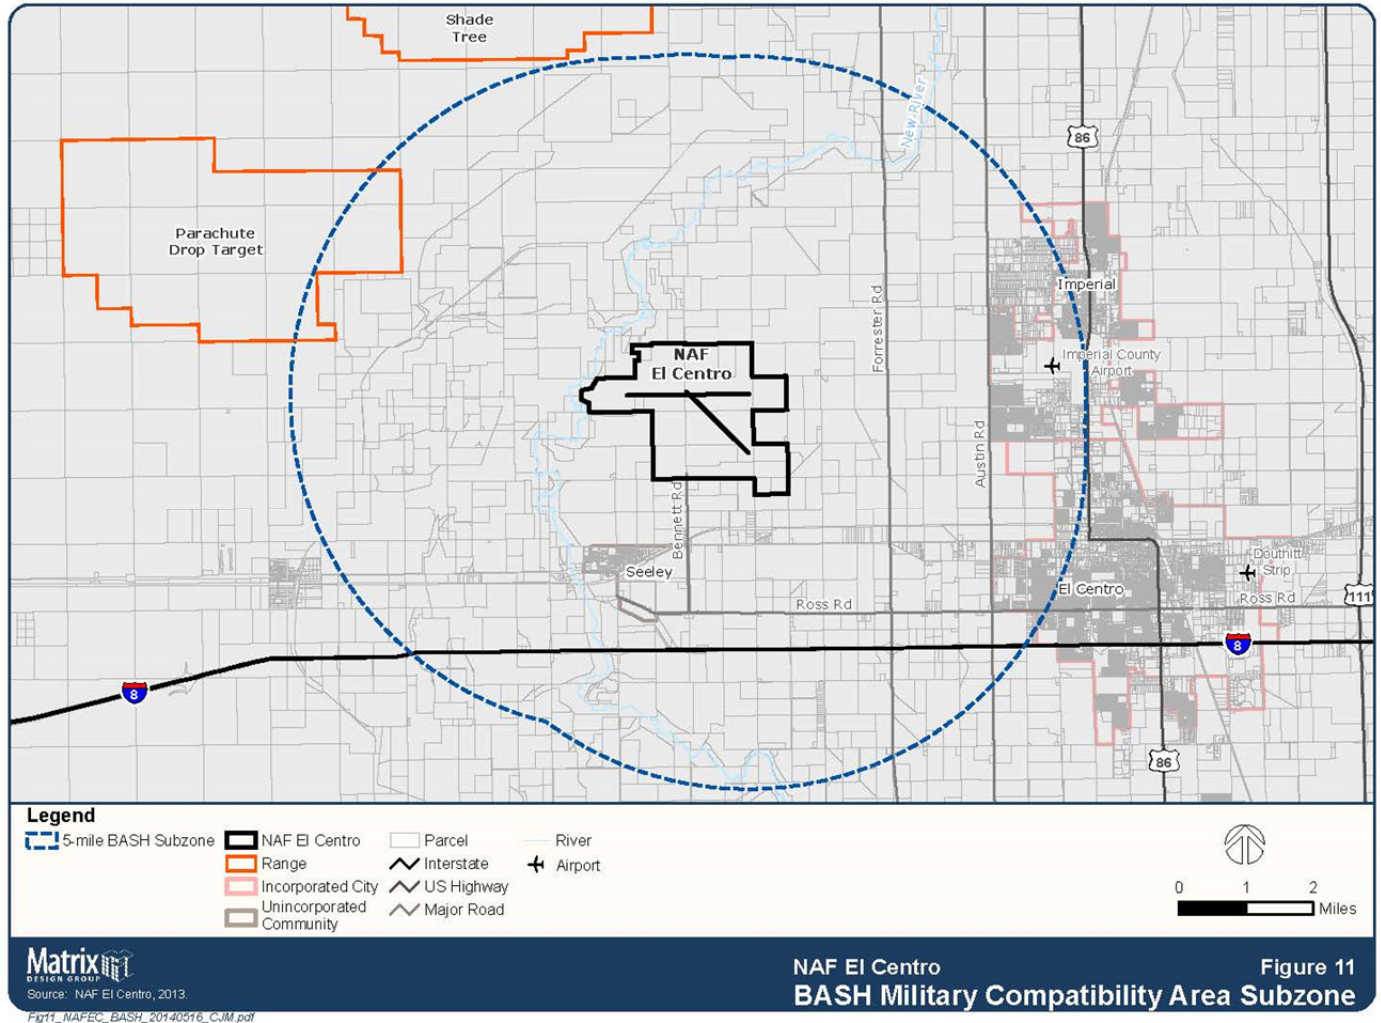 Shade
Tree
New River
86
Parachute
Drop Target
Imperial
Forrester Rd
NAF
El Centro
Imperial County
Airport
Austin Rd
Bennett Rd
Seeley
Douthitt
Strip
El Centro
Ross Rd
Ross Rd
111
8
8
86
Legend
5-mile BASH Subzone
NAF El Centro
Range
Incorporated City
Unincorporated
Community
Parcel
Interstate
US Highway
Major Road
River
Airport
0 1 2
Miles
Matrix
DESIGN GROUP
Source: NAF El Centro, 2013.
NAF El Centro
Figure 11
BASH Military Compatibility Area Subzone
Fig11_NAFEC_BASH_20140516_CJM.pdf